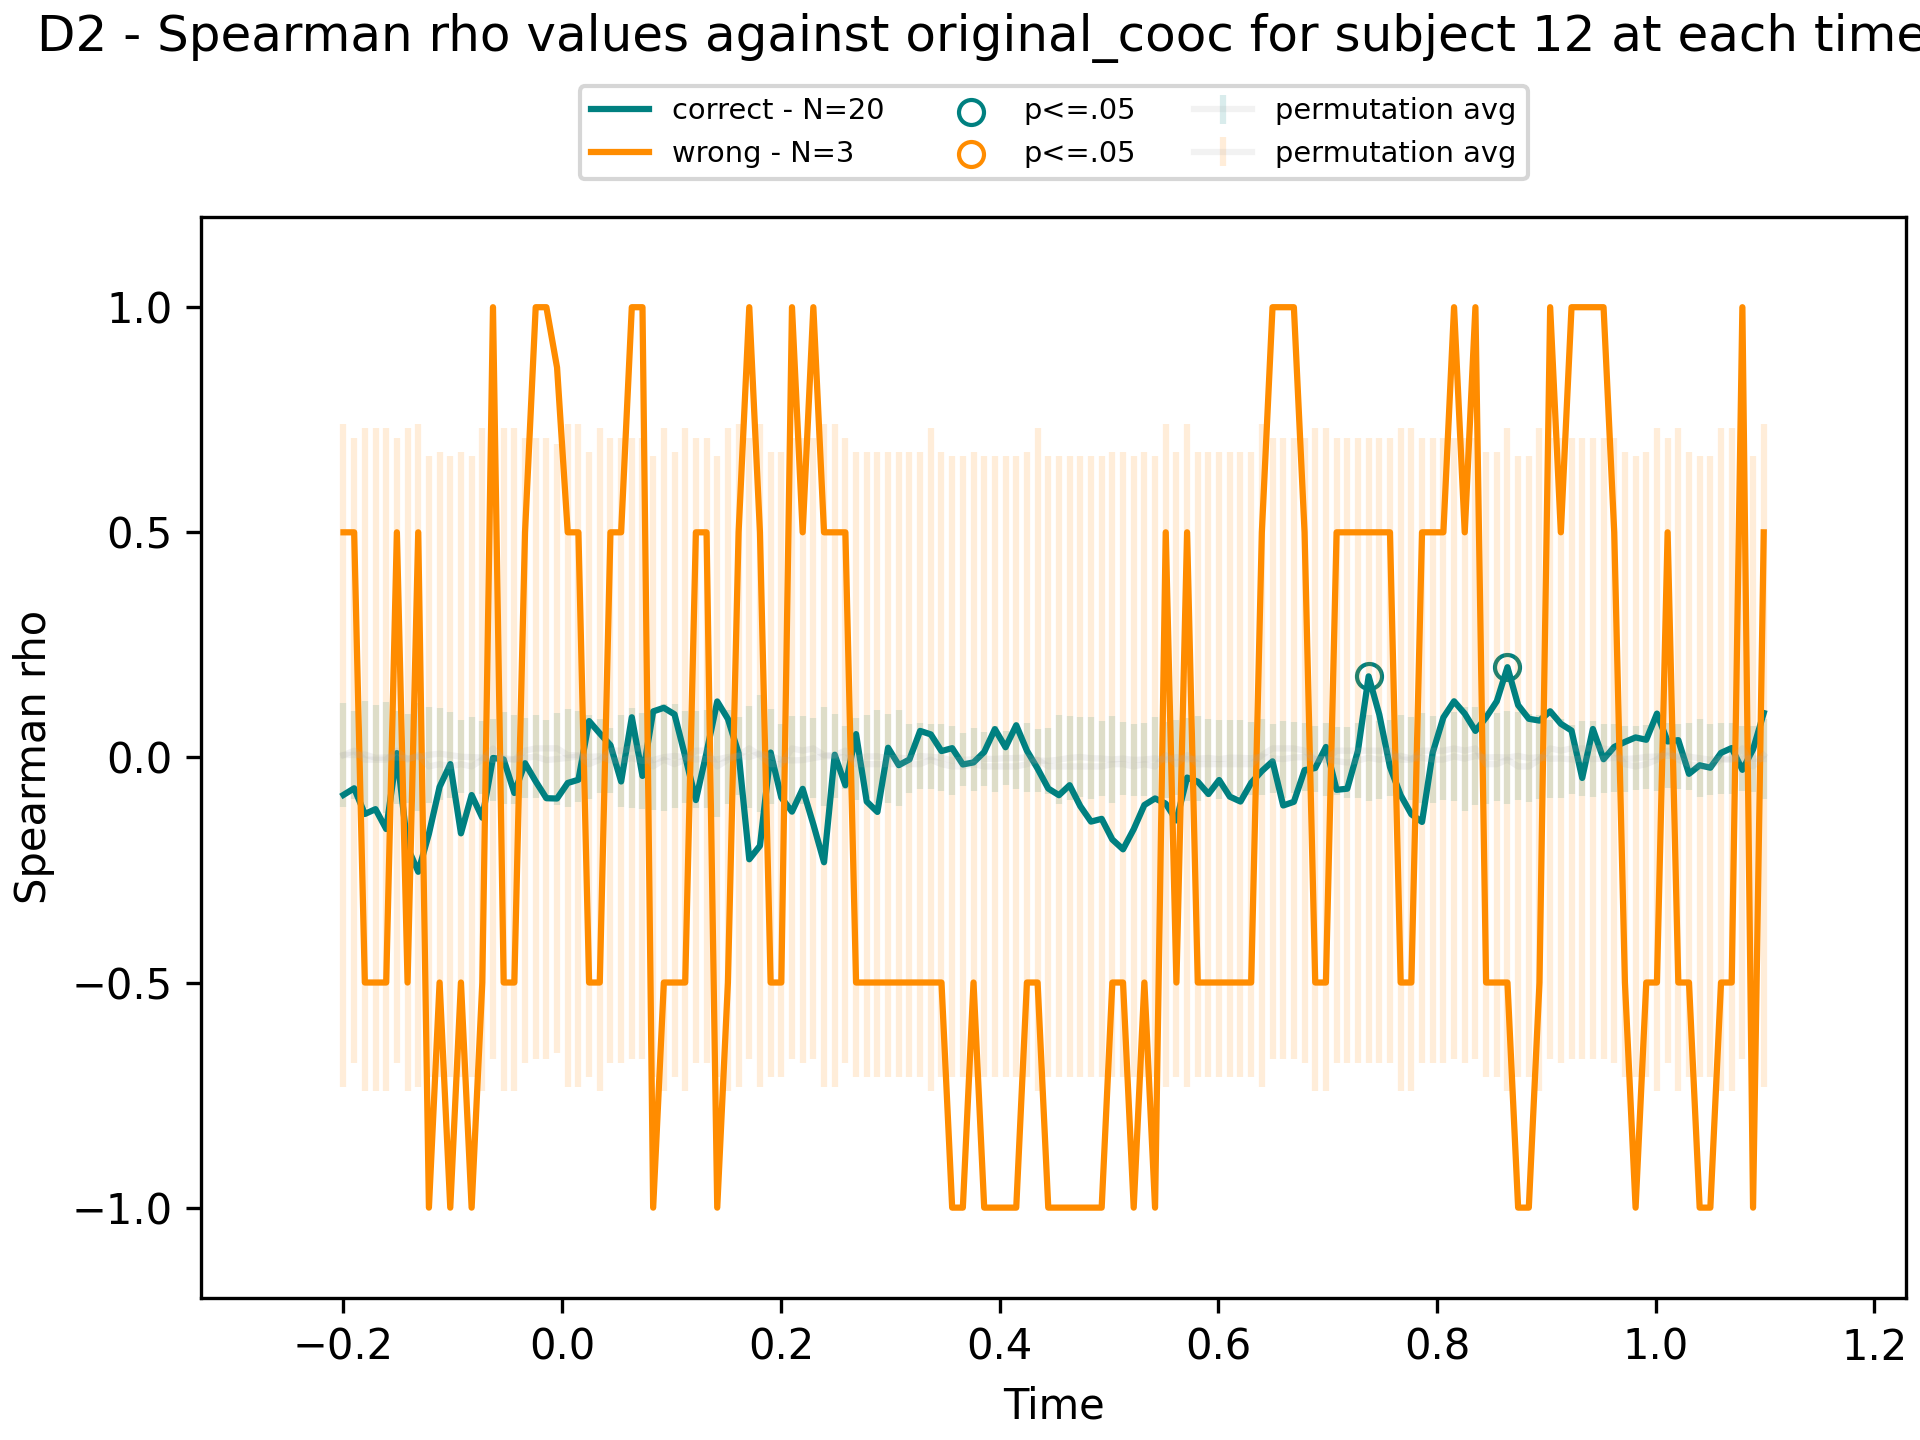 D2 - Spearman rho values against original_cooc for subject 12 at each time
correct - N=20 p<=.05 permutation avg
wrong - N=3 p<=.05 permutation avg
Spearman rho
1.0
0.5
0.0
−0.5
−1.0
−0.2 0.0 0.2 0.4 0.6 0.8 1.0 1.2
Time